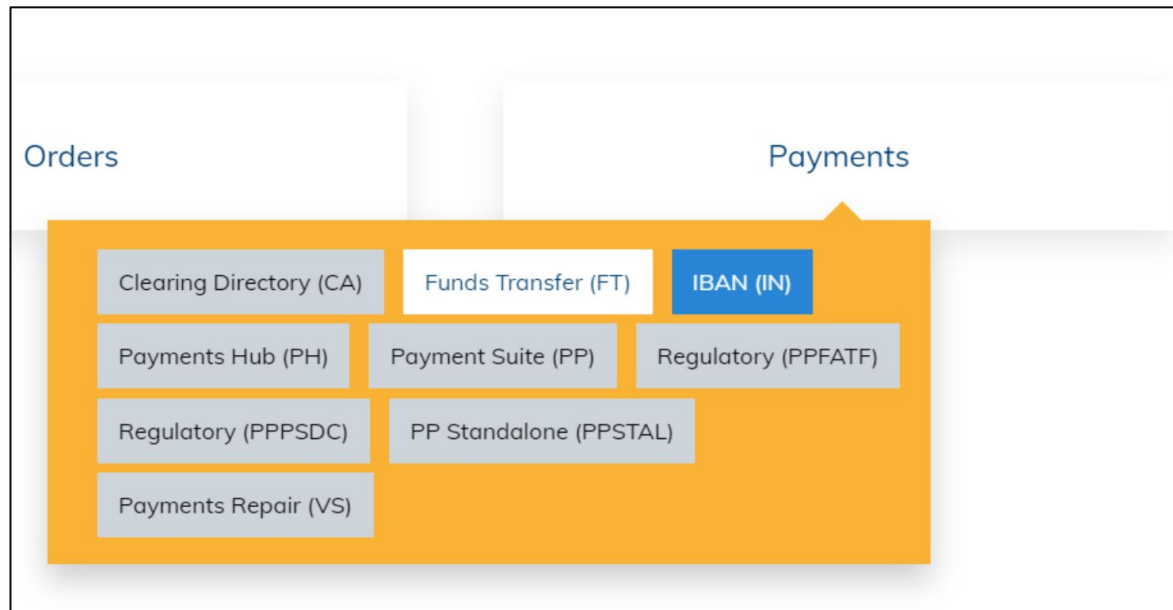 Orders
Payments
Clearing Directory (CA)
Funds Transfer (FT)
IBAN (IN)
Payments Hub (PH)
Payment Suite (PP)
Regulatory (PPFATF)
Regulatory (PPPSDC)
PP Standalone (PPSTAL)
Payments Repair (VS)